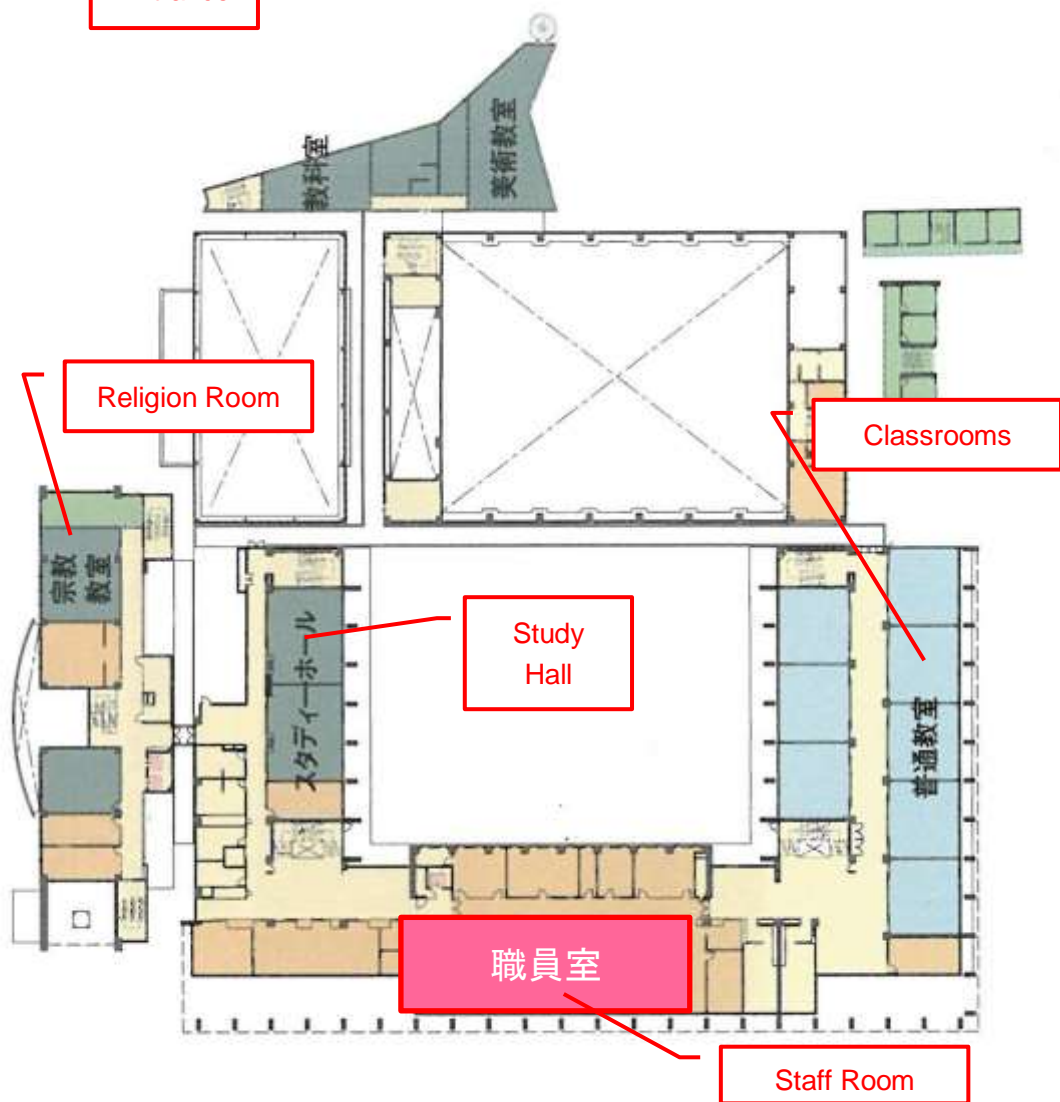 美術教室
教科室
Religion Room
Classrooms
宗教
教室
スタディーホール
Study
Hall
普通教室
職員室
Staff Room